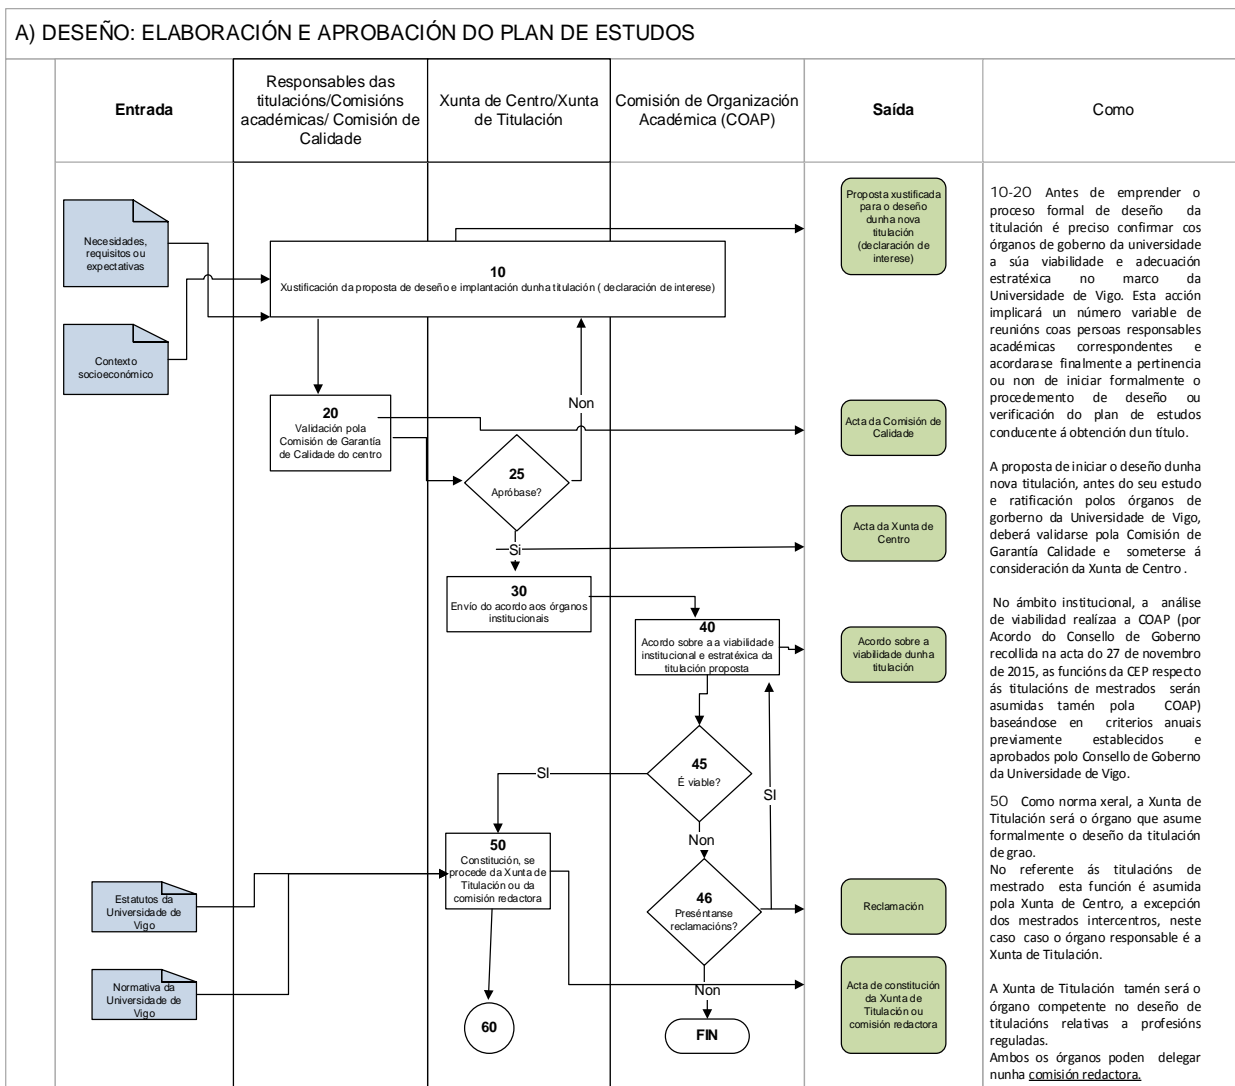 A) DESEÑO: ELABORACIÓN E APROBACIÓN DO PLAN DE ESTUDOS
Entrada
Responsables das
titulacións/Comisións
académicas/ Comisión de
Calidade
Xunta de Centro/Xunta
de Titulación
Comisión de Organización
Académica (COAP)
Saída
Como
Necesidades,
requisitos ou
expectativas
Contexto
socioeconómico
10
Xustificación da proposta de deseño e implantación dunha titulación ( declaración de interese)
Proposta xustificada
para o deseño
dunha nova
titulación
(declaración de
interese)
20
Validación pola
Comisión de Garantía
de Calidade do centro
Non
25
Apróbase?
Acta da Comisión de
Calidade
Si
Acta da Xunta de
Centro
30
Envío do acordo aos órganos
institucionais
40
Acordo sobre a a viabilidade
institucional e estratéxica da
titulación proposta
Acordo sobre a
viabilidade dunha
titulación
45
É viable?
SI
SI
Non
50
Constitución, se
procede da Xunta de
Titulación ou da
comisión redactora
46
Preséntanse
reclamacións?
Reclamación
Estatutos da
Universidade de
Vigo
Normativa da
Universidade de
Vigo
Non
Acta de constitución
da Xunta de
Titulación ou
comisión redactora
60
FIN
10-20 Antes de emprender o
proceso formal de deseño da
titulación é preciso confirmar cos
órganos de goberno da universidade
a súa viabilidade e adecuación
estratéxica no marco da
Universidade de Vigo. Esta acción
implicará un número variable de
reunións coas persoas responsables
académicas correspondentes e
acordarase finalmente a pertinencia
ou non de iniciar formalmente o
procedemento de deseño ou
verificación do plan de estudos
conducente á obtención dun título.
A proposta de iniciar o deseño dunha
nova titulación, antes do seu estudo
e ratificación polos órganos de
gorberno da Universidade de Vigo,
deberá validarse pola Comisión de
Garantía Calidade e someterse á
consideración da Xunta de Centro .
No ámbito institucional, a análise
de viabilidad realízaa a COAP (por
Acordo do Consello de Goberno
recollida na acta do 27 de novembro
de 2015, as funcións da CEP respecto
ás titulacións de mestrados serán
asumidas tamén pola COAP)
baseándose en criterios anuais
previamente establecidos e
aprobados polo Consello de Goberno
da Universidade de Vigo.
50 Como norma xeral, a Xunta de
Titulación será o órgano que asume
formalmente o deseño da titulación
de grao.
No referente ás titulacións de
mestrado esta función é asumida
pola Xunta de Centro, a excepción
dos mestrados intercentros, neste
caso caso o órgano responsable é a
Xunta de Titulación.
A Xunta de Titulación tamén será o
órgano competente no deseño de
titulacións relativas a profesións
reguladas.
Ambos os órganos poden delegar
nunha comisión redactora.